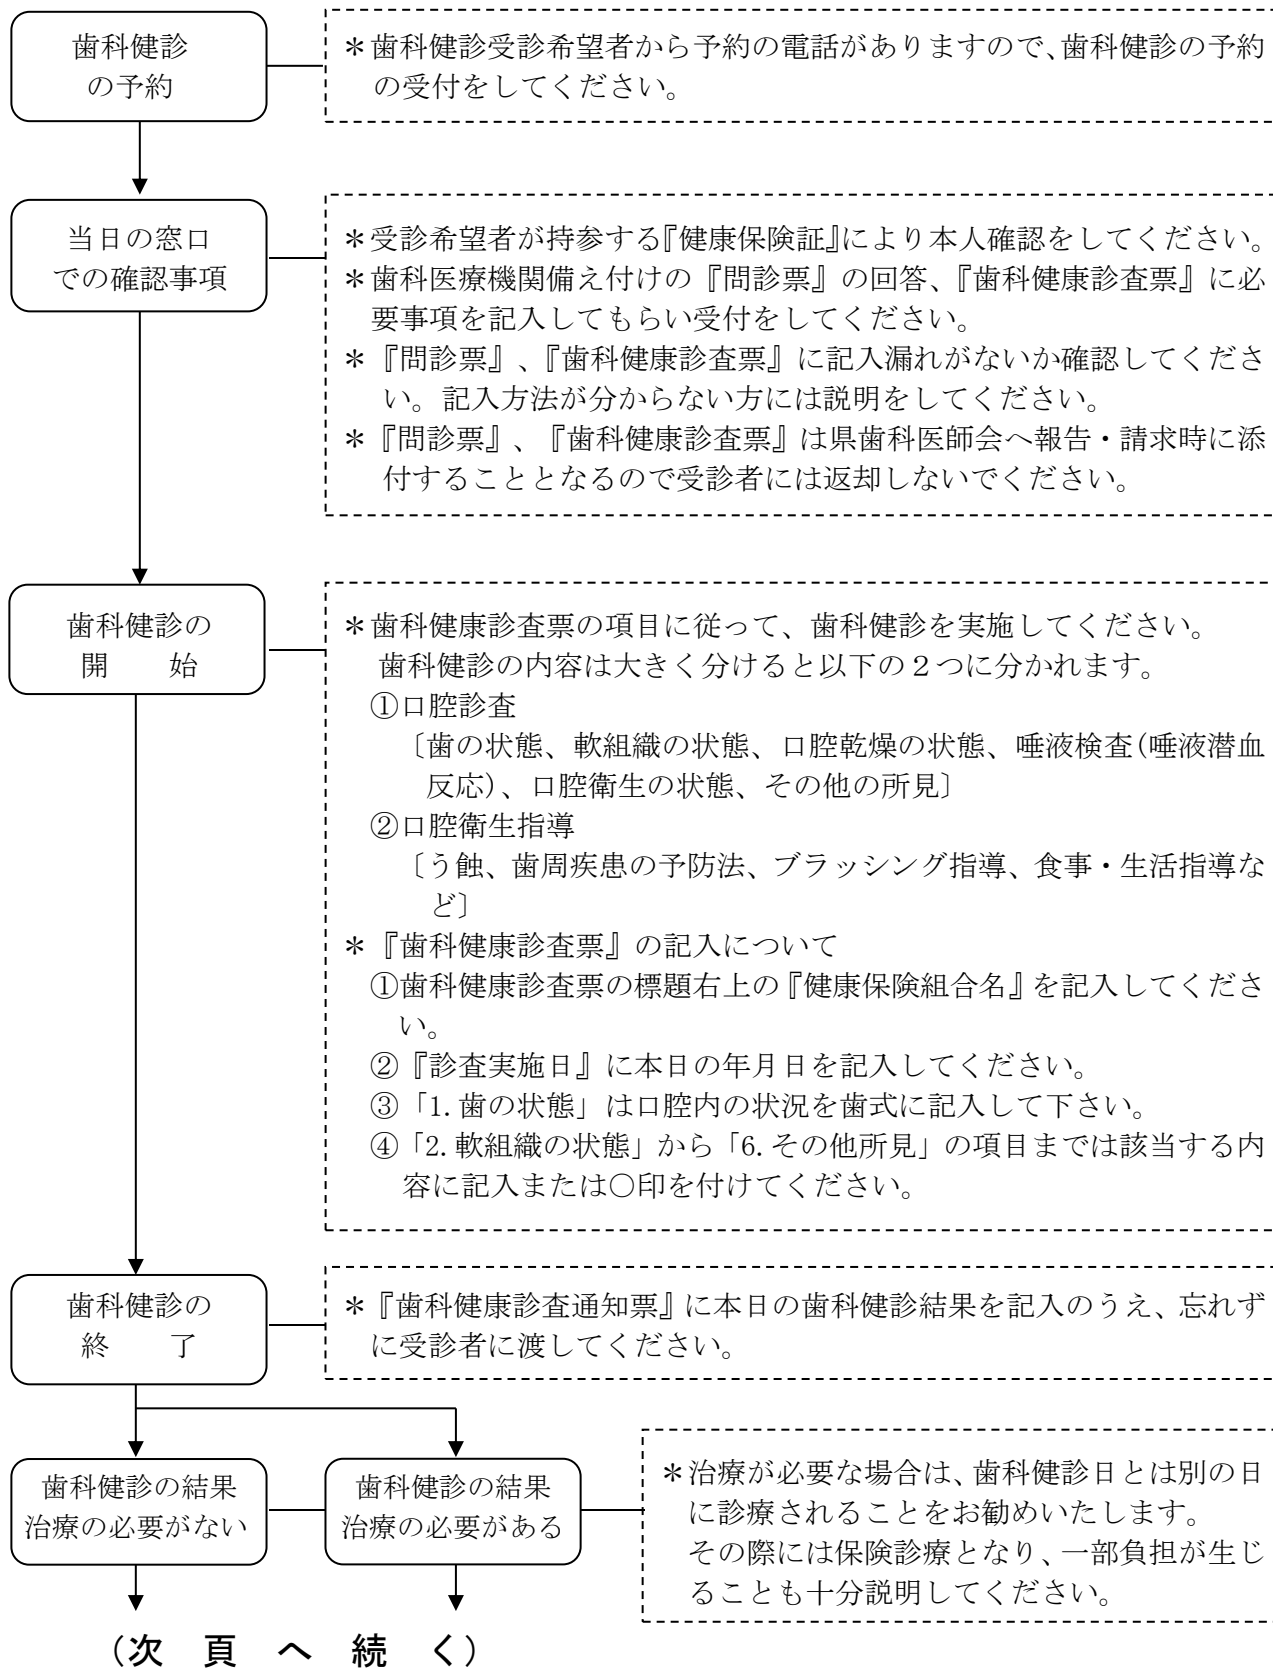 歯科健診
の予約
＊歯科健診受診希望者から予約の電話がありますので、歯科健診の予約
の受付をしてください。
当日の窓口
での確認事項
＊受診希望者が持参する『健康保険証』により本人確認をしてください。
＊歯科医療機関備え付けの『問診票』の回答、『歯科健康診査票』に必
要事項を記入してもらい受付をしてください。
＊『問診票』、『歯科健康診査票』に記入漏れがないか確認してくださ
い。記入方法が分からない方には説明をしてください。
＊『問診票』、『歯科健康診査票』は県歯科医師会へ報告・請求時に添
付することとなるので受診者には返却しないでください。
歯科健診の
開　　始
＊歯科健康診査票の項目に従って、歯科健診を実施してください。
歯科健診の内容は大きく分けると以下の２つに分かれます。
①口腔診査
〔歯の状態、軟組織の状態、口腔乾燥の状態、唾液検査(唾液潜血
反応)、口腔衛生の状態、その他の所見〕
②口腔衛生指導
〔う蝕、歯周疾患の予防法、ブラッシング指導、食事・生活指導な
ど〕
＊『歯科健康診査票』の記入について
①歯科健康診査票の標題右上の『健康保険組合名』を記入してくださ
い。
②『診査実施日』に本日の年月日を記入してください。
③「1.歯の状態」は口腔内の状況を歯式に記入して下さい。
④「2.軟組織の状態」から「6.その他所見」の項目までは該当する内
容に記入または○印を付けてください。
歯科健診の
終　　了
＊『歯科健康診査通知票』に本日の歯科健診結果を記入のうえ、忘れず
に受診者に渡してください。
歯科健診の結果
治療の必要がない
歯科健診の結果
治療の必要がある
＊治療が必要な場合は、歯科健診日とは別の日
に診療されることをお勧めいたします。
その際には保険診療となり、一部負担が生じ
ることも十分説明してください。
（次　頁　へ　続　く）